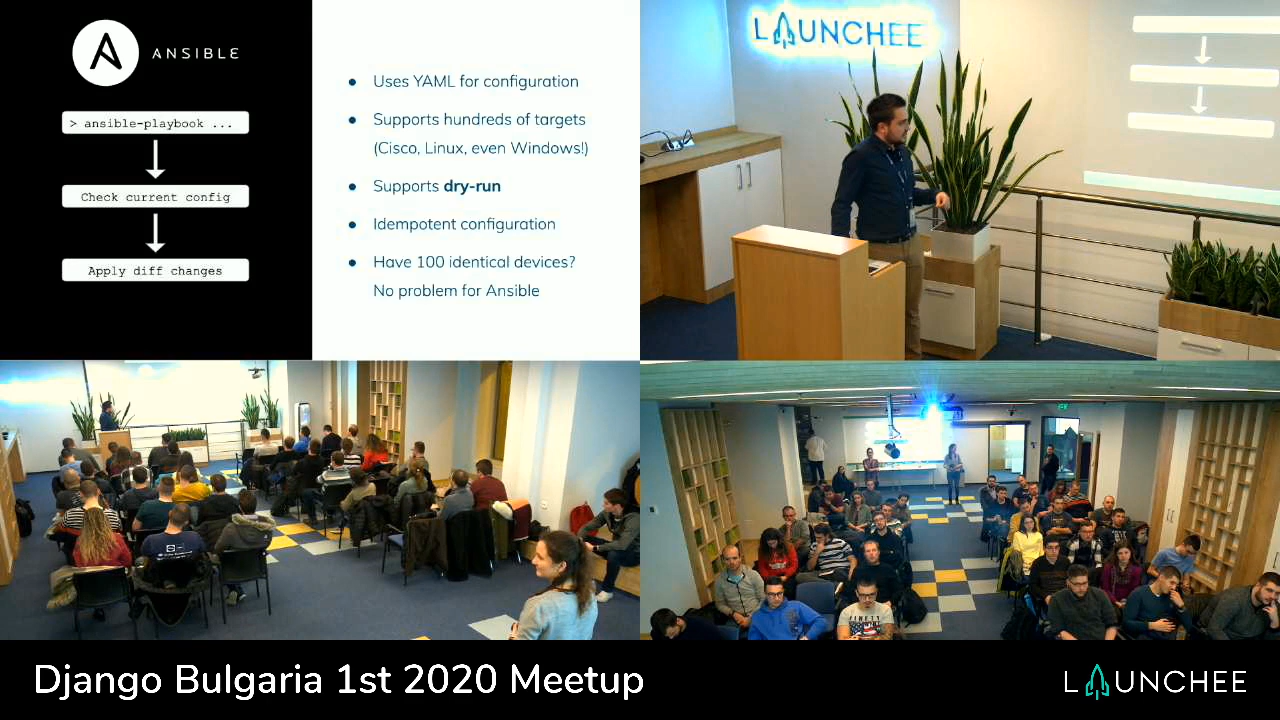 ANSIBLE
> ansible-playbook ...
Check current config
Apply diff changes
● Uses YAML for configuration
● Supports hundreds of targets
(Cisco, Linux, even Windows!)
● Supports dry-run
● Idempotent configuration
● Have 100 identical devices?
No problem for Ansible
LAUNCHEE
Django Bulgaria 1st 2020 Meetup
LAUNCHEE